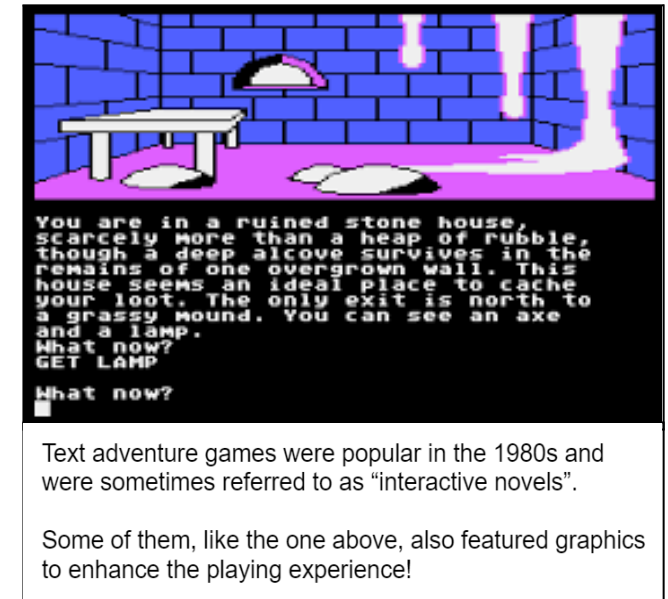 You are in a ruined stone house,
scarcely more than a heap of rubble,
though a deep alcove survives in the
remains of one overgrown wall. This
house seems an ideal place to cache
your loot. The only exit is north to
a grassy mound. You can see an axe
and a lamp.
What now?
GET LAMP
What now?
Text adventure games were popular in the 1980s and
were sometimes referred to as “interactive novels”.
Some of them, like the one above, also featured graphics
to enhance the playing experience!